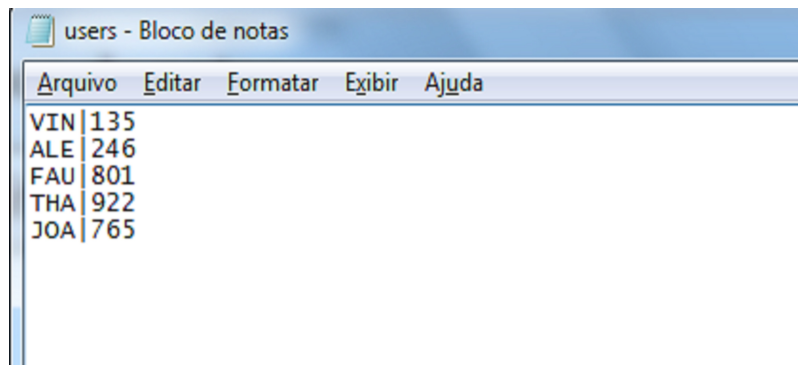 users - Bloco de notas
Arquivo Editar Formatar Exibir Ajuda
VIN|135
ALE|246
FAU|801
THA|922
JOA|765